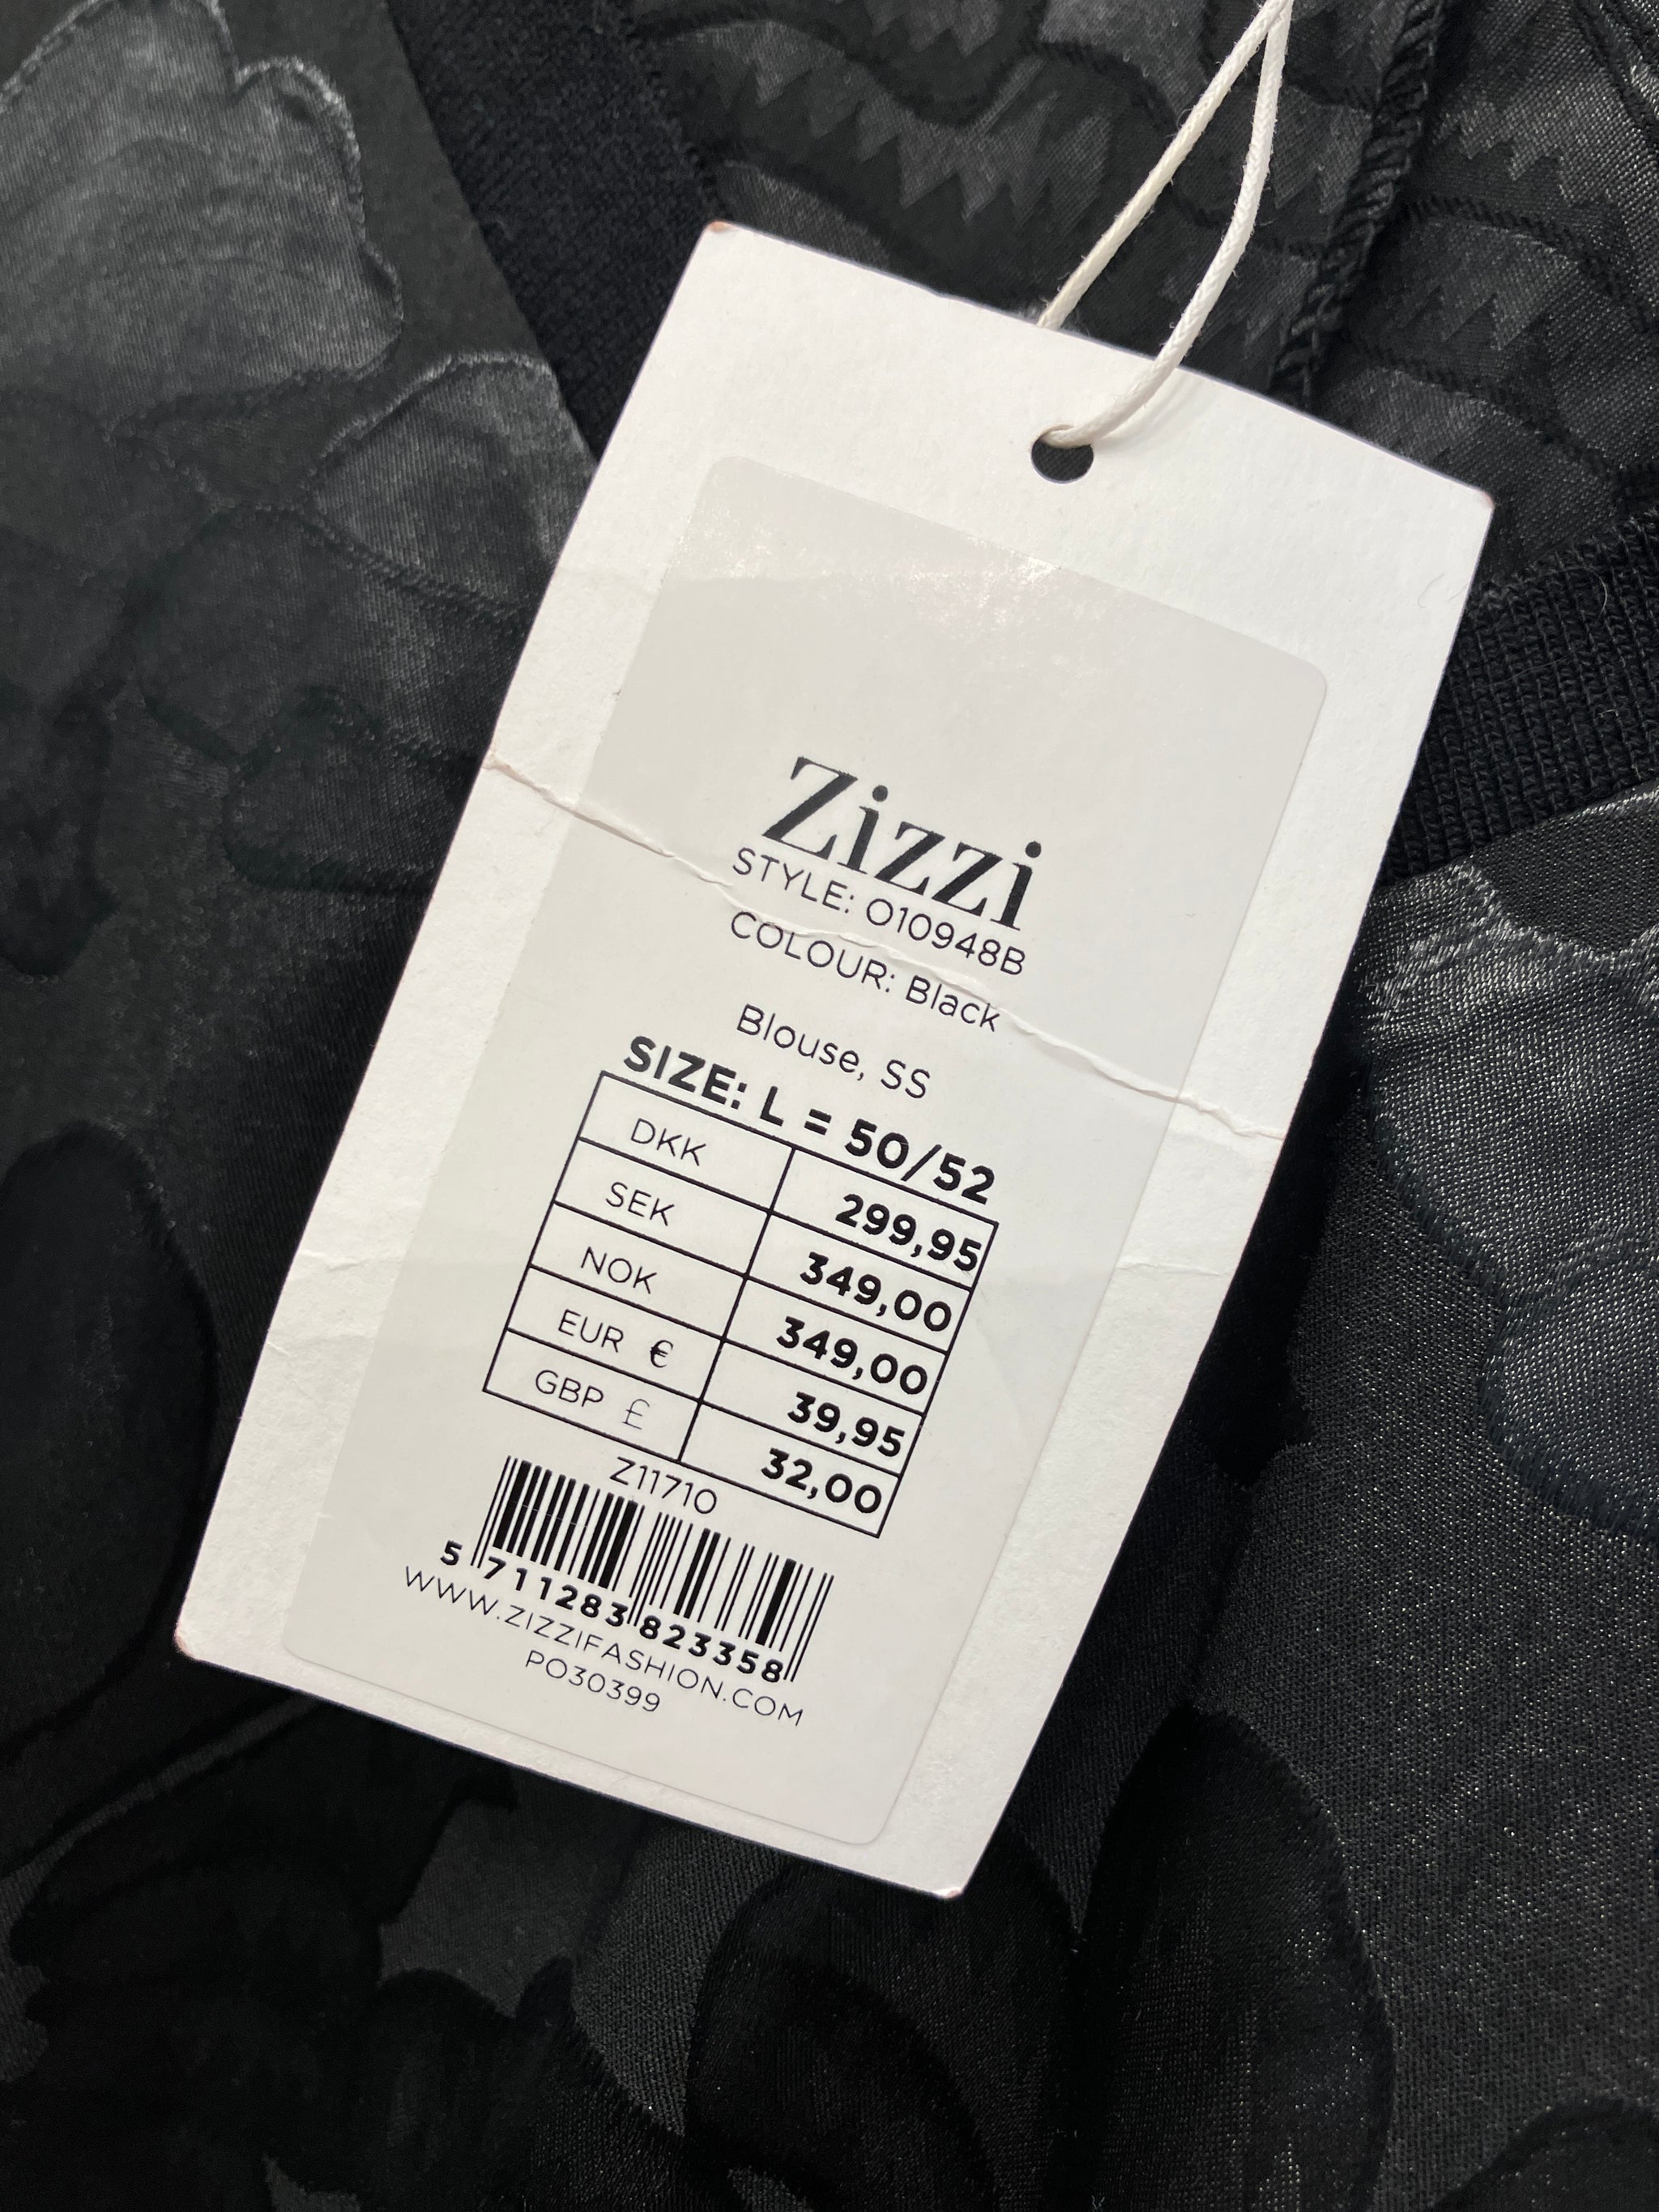 Zizzi
STYLE: O10948B
COLOUR: Black
Blouse, SS
SIZE: L = 50/52
DKK 299,95
SEK 349,00
NOK 349,00
EUR € 39,95
GBP £ 32,00
Z11710
5 711283 823358
WWW.ZIZZIFASHION.COM
PO30399